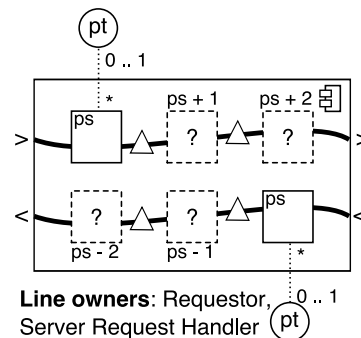 pt
0 .. 1
*
ps + 1
ps + 2
ps
?
?
>
>
<
<
?
?
ps
ps - 2
ps - 1
*
Line owners: Requestor,
0 .. 1
Server Request Handler
pt